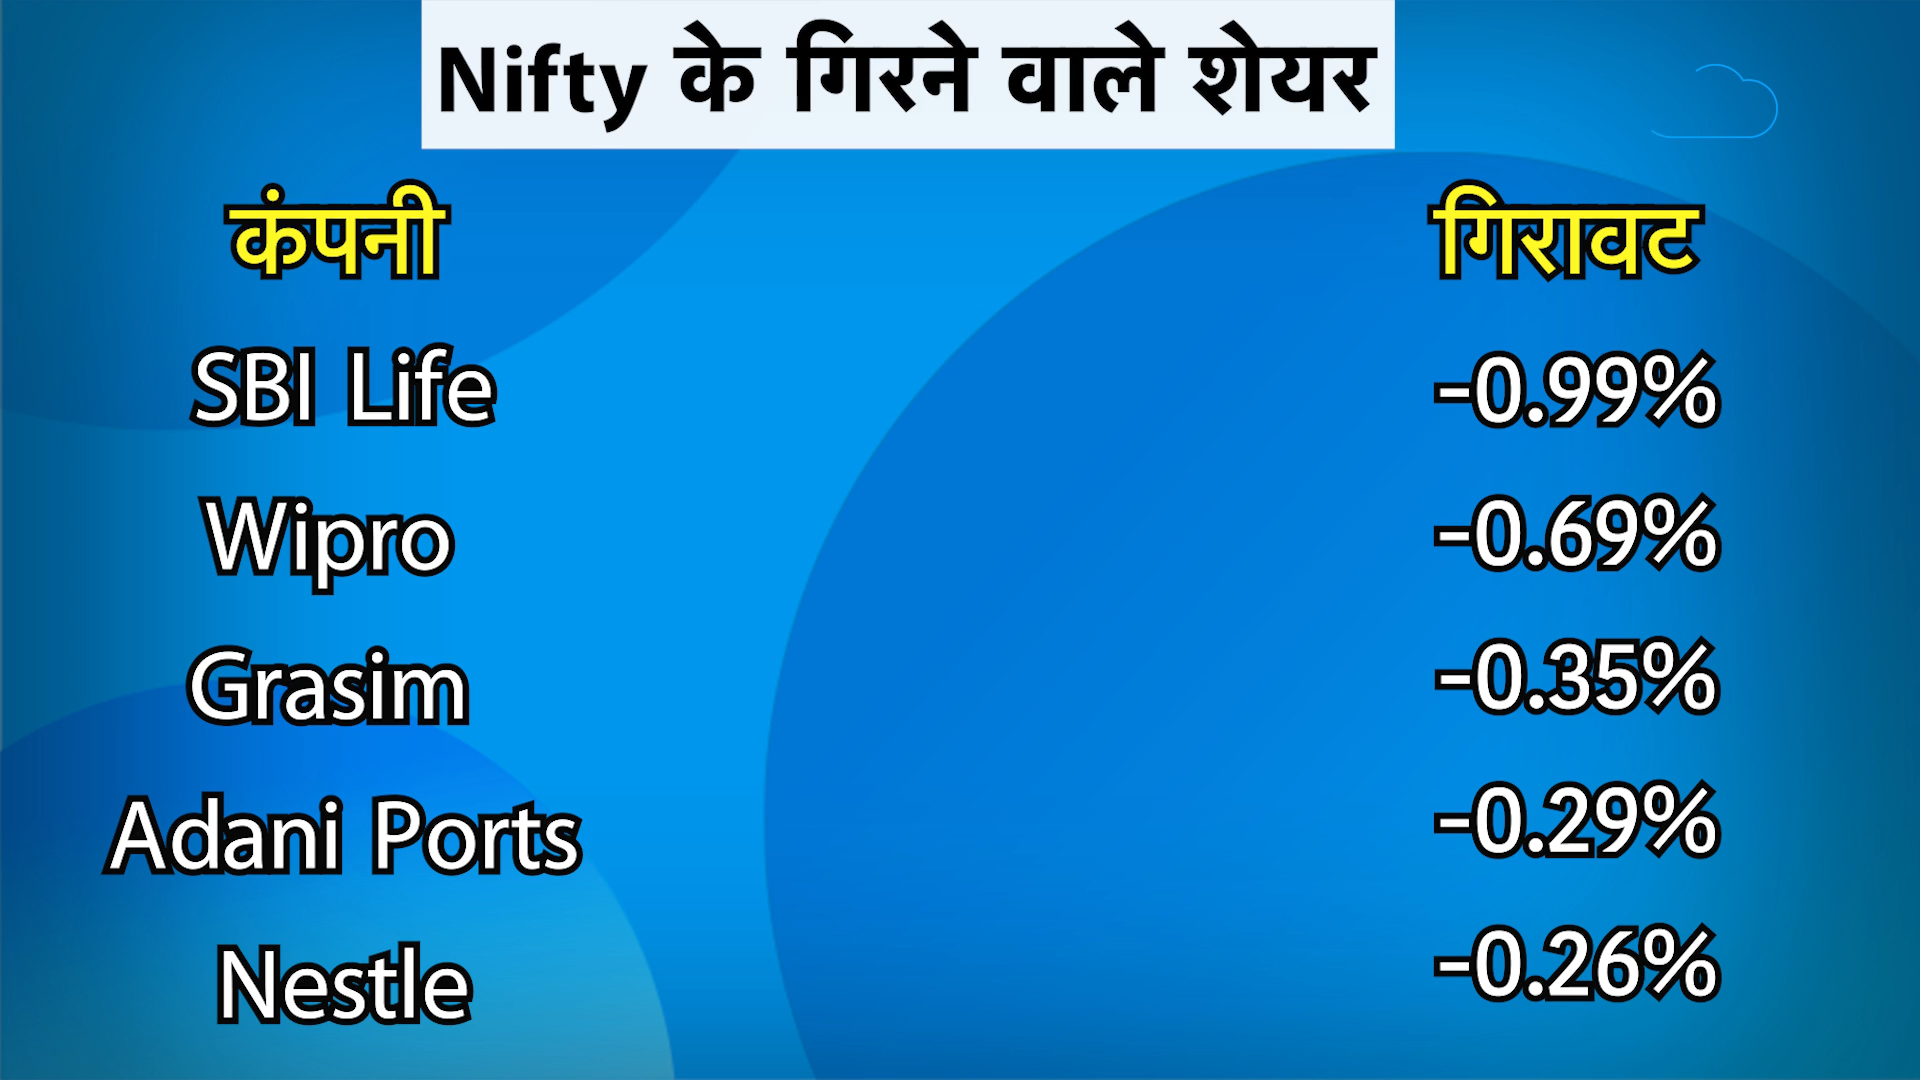 Nifty के गिरने वाले शेयर
कंपनी गिरावट
SBI Life -0.99%
Wipro -0.69%
Grasim -0.35%
Adani Ports -0.29%
Nestle -0.26%